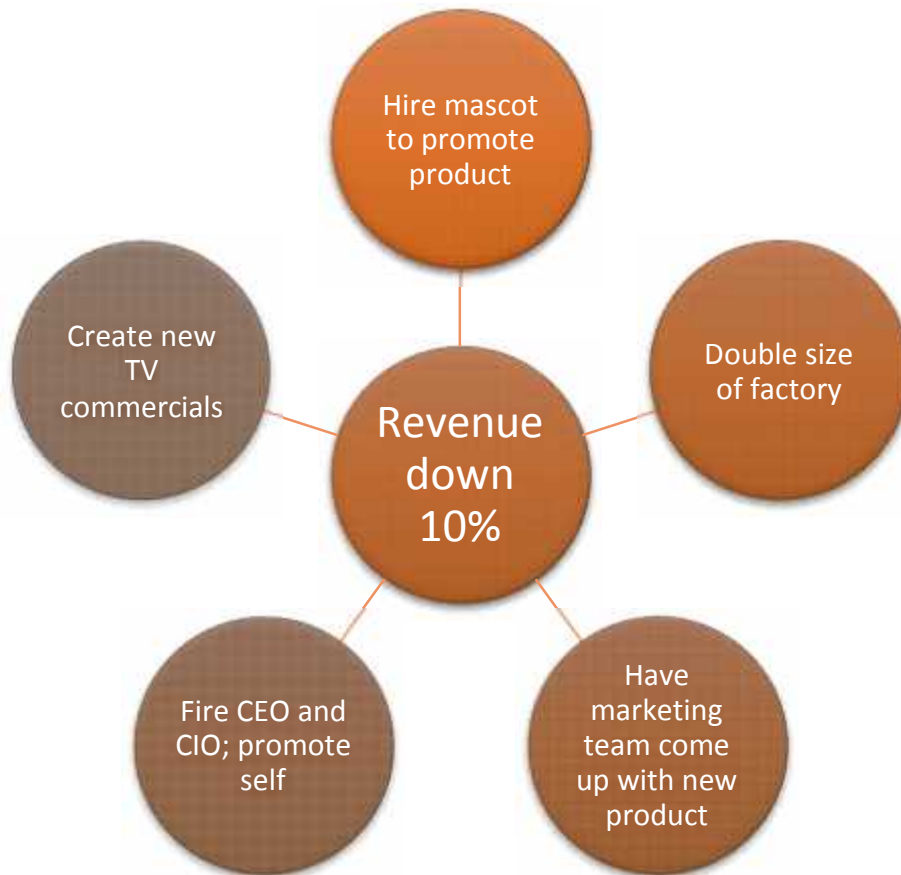 Hire mascot
to promote
product
Create new
TV
commercials
Double size
of factory
Revenue
down
10%
Fire CEO and
CIO; promote
self
Have
marketing
team come
up with new
product